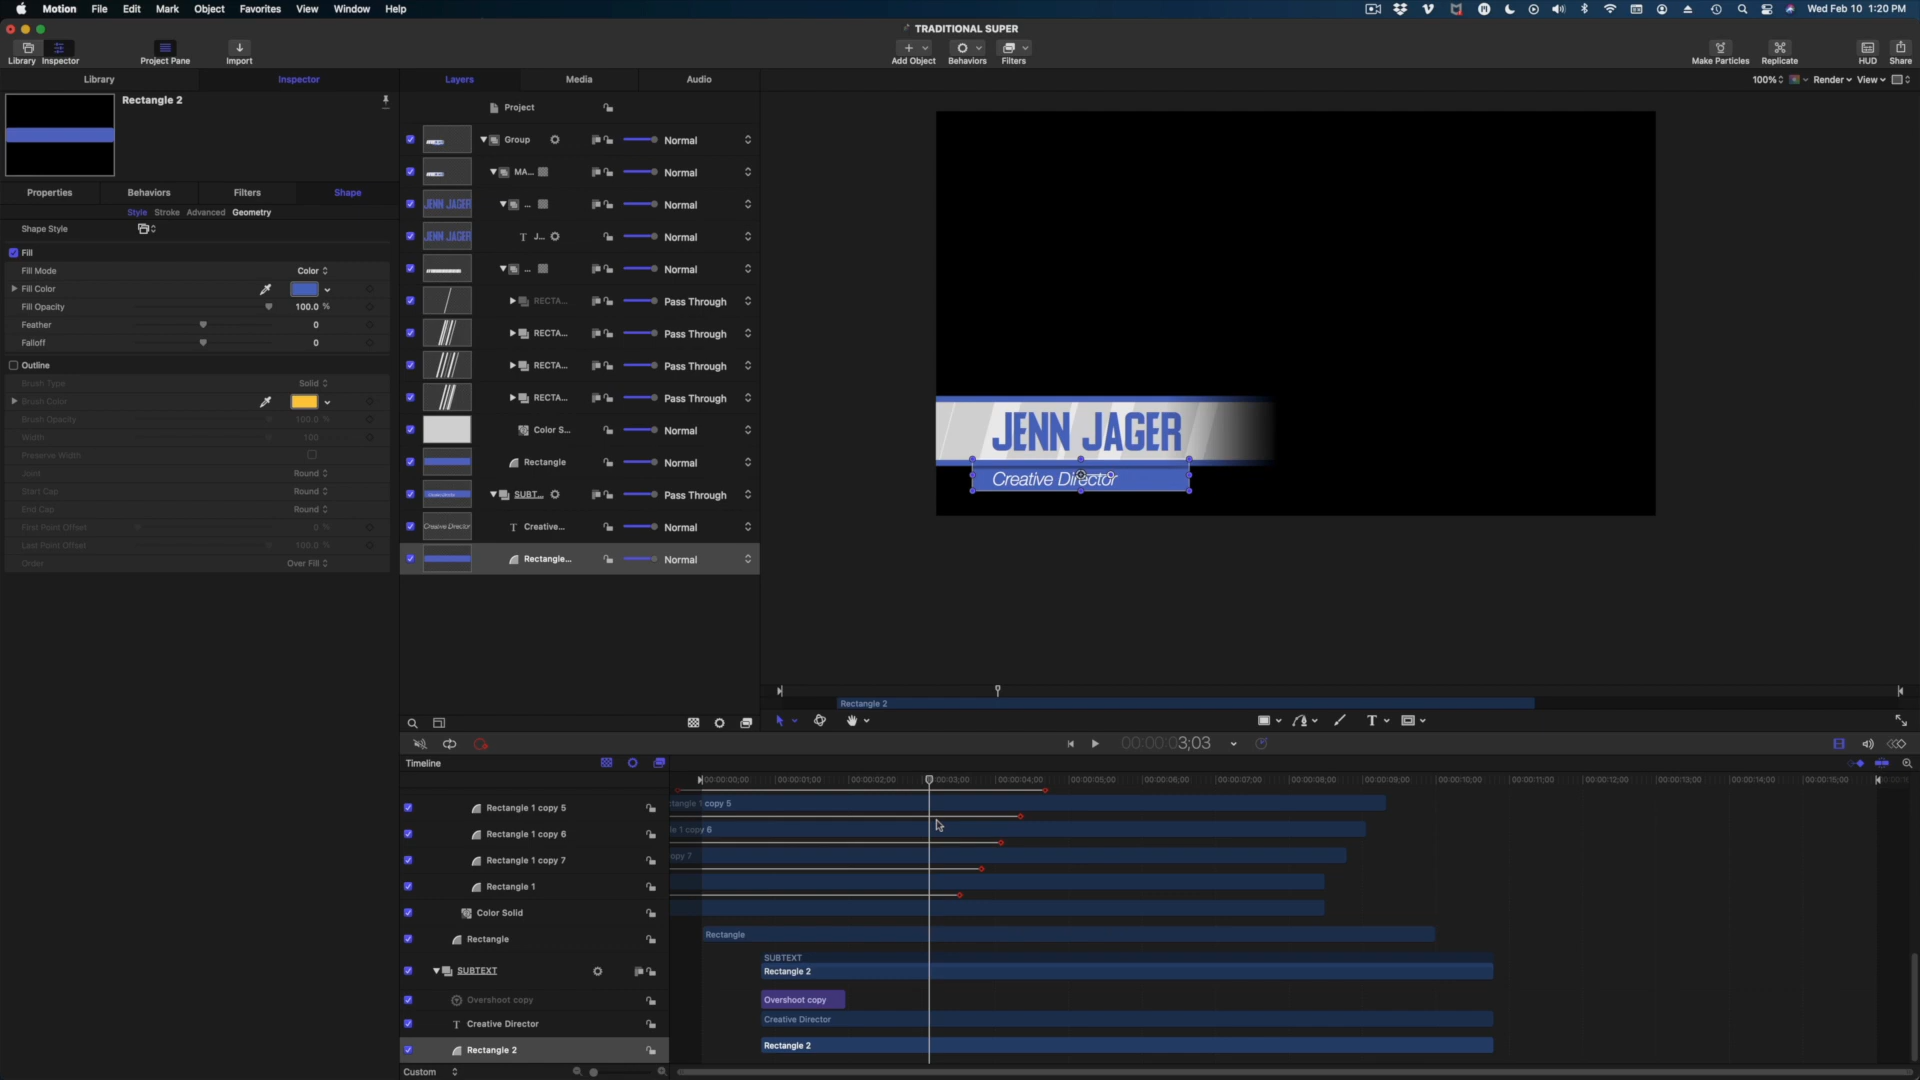 Motion File Edit Mark Object Favorites View Window Help
Wed Feb 10 1:20 PM
TRADITIONAL SUPER
Library Inspector Project Pane Import
Add Object Behaviors Filters
Make Particles Replicate HUD Share
Library Inspector
Layers Media Audio
100% Render View
Rectangle 2
Properties Behaviors Filters Shape
Style Stroke Advanced Geometry
Shape Style
Fill
Fill Mode Color
Fill Color
Fill Opacity 100.0 %
Feather 0
Falloff 0
Outline
Brush Type Solid
Brush Color
Brush Opacity 100.0 %
Width 100
Preserve Width
Joint Round
Start Cap Round
End Cap Round
First Point Offset 0 %
Last Point Offset 100.0 %
Order Over Fill
Project
Group Normal
MA... Normal
JENN JAGER ... Normal
JENN JAGER T J... Normal
... Normal
RECTA... Pass Through
RECTA... Pass Through
RECTA... Pass Through
RECTA... Pass Through
Color S... Normal
Rectangle Normal
SUBT... Pass Through
Creative Director T Creative... Normal
Rectangle... Normal
JENN JAGER
Creative Director
Rectangle 2
T
00:00:03;03
Timeline
00:00:00;00 00:00:01;00 00:00:02;00 00:00:03;00 00:00:04;00 00:00:05;00 00:00:06;00 00:00:07;00 00:00:08;00 00:00:09;00 00:00:10;00 00:00:11;00 00:00:12;00 00:00:13;00 00:00:14;00 00:00:15;00
Rectangle 1 copy 5 tangle 1 copy 5
Rectangle 1 copy 6 le 1 copy 6
Rectangle 1 copy 7 opy 7
Rectangle 1
Color Solid
Rectangle Rectangle
SUBTEXT
SUBTEXT
Rectangle 2
Overshoot copy Overshoot copy
T Creative Director Creative Director
Rectangle 2 Rectangle 2
Custom